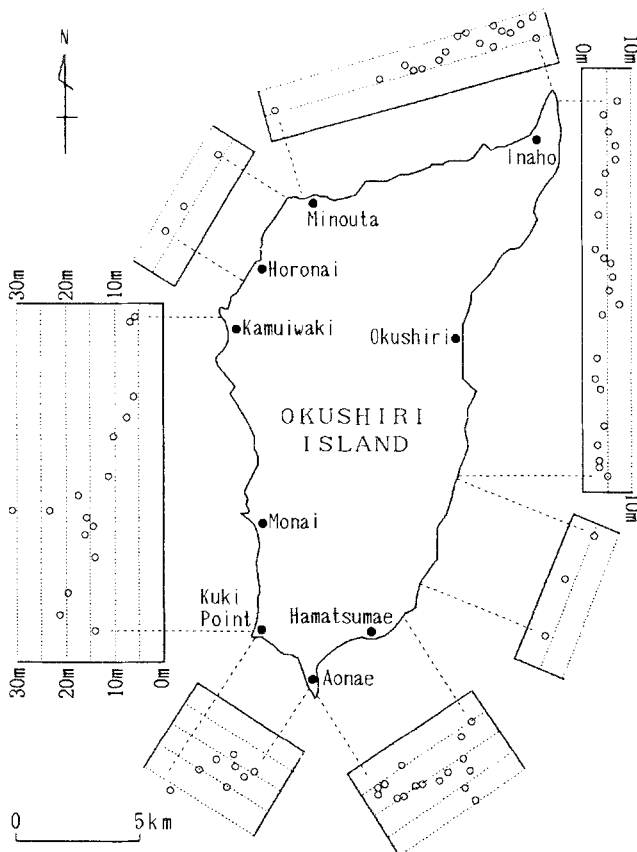 N
0m 10m
Inaho
Minouta
Horonai
30m 20m 10m
Kamuiwaki
Okushiri
OKUSHIRI
ISLAND
10m
Monai
Kuki
Point
Hamatsumae
30m 20m 10m 0m
Aonae
0 5km